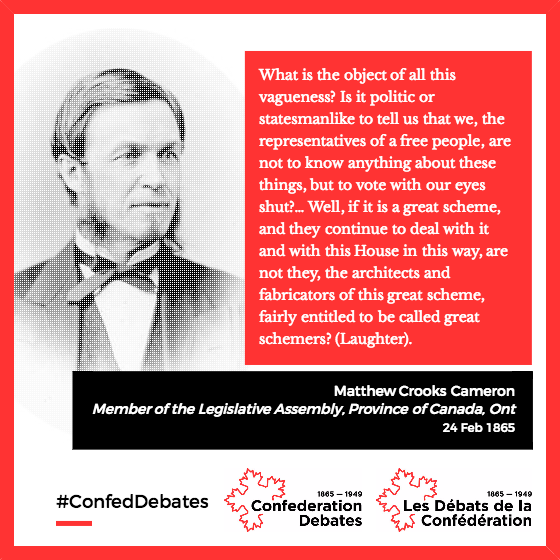 What is the object of all this
vagueness? Is it politic or
statesmanlike to tell us that we, the
representatives of a free people, are
not to know anything about these
things, but to vote with our eyes
shut?... Well, if it is a great scheme,
and they continue to deal with it
and with this House in this way, are
not they, the architects and
fabricators of this great scheme,
fairly entitled to be called great
schemers? (Laughter).
Matthew Crooks Cameron
Member of the Legislative Assembly, Province of Canada, Ont
24 Feb 1865
#ConfedDebates
1865 — 1949
Confederation
Debates
1865 — 1949
Les Débats de la
Confédération